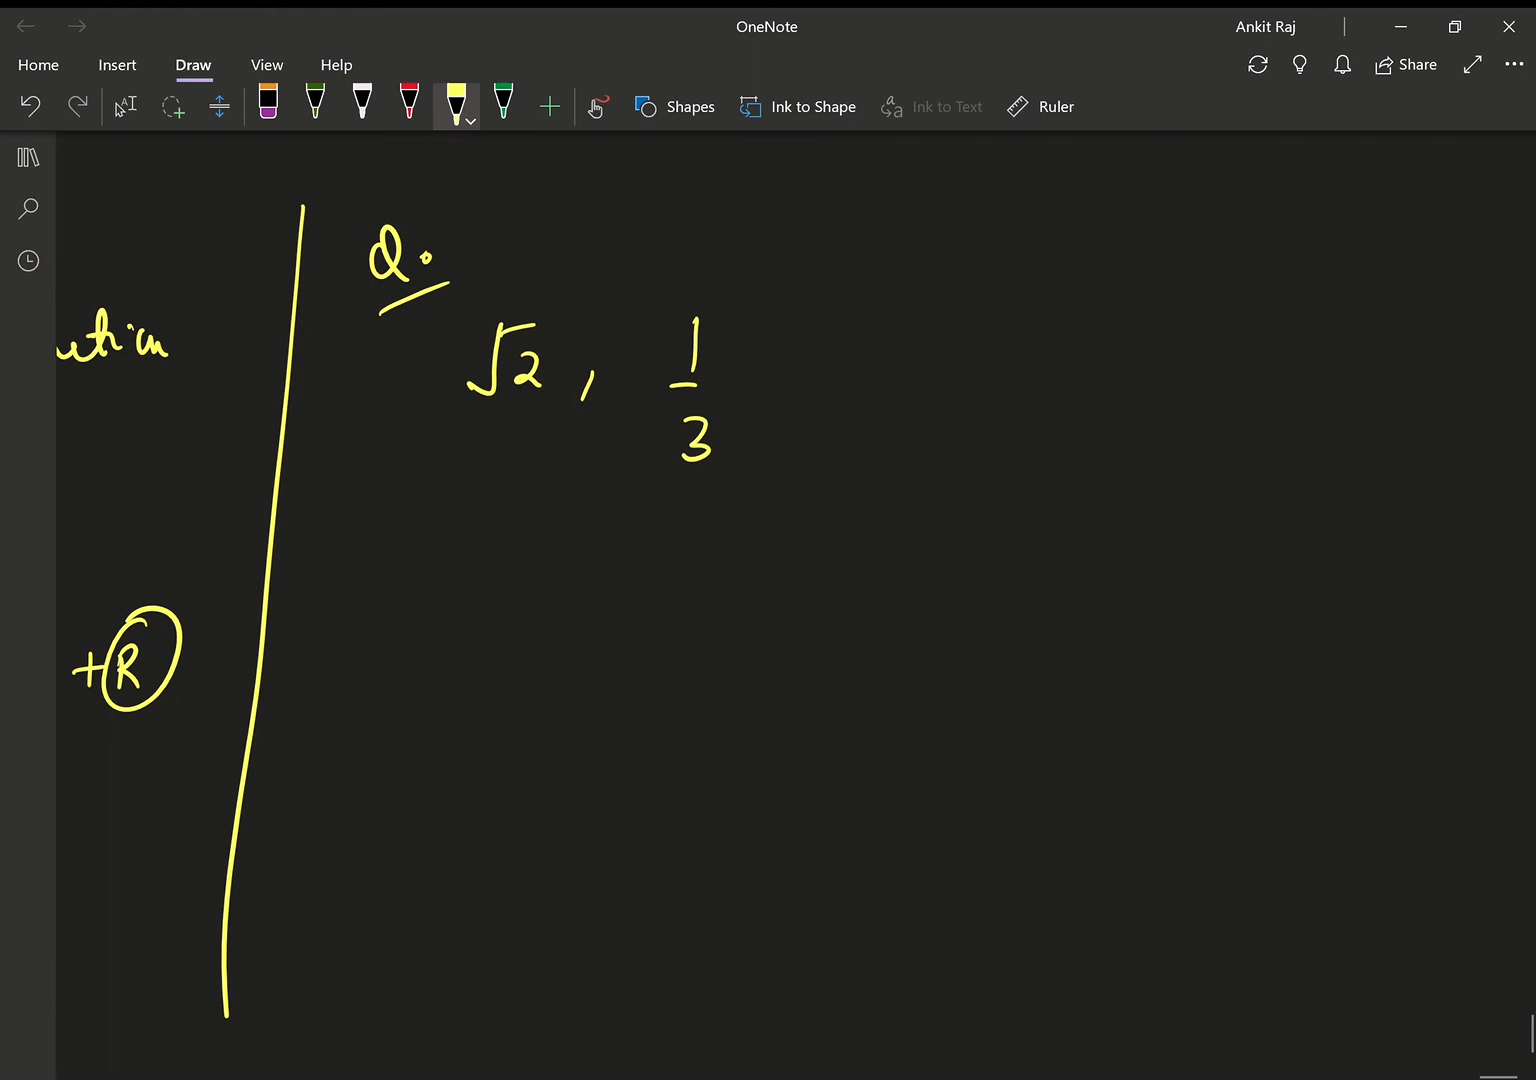 OneNote
Ankit Raj
Home Insert Draw View Help
Share
Shapes Ink to Shape Ink to Text Ruler
Q.
√2 , 1/3
+R